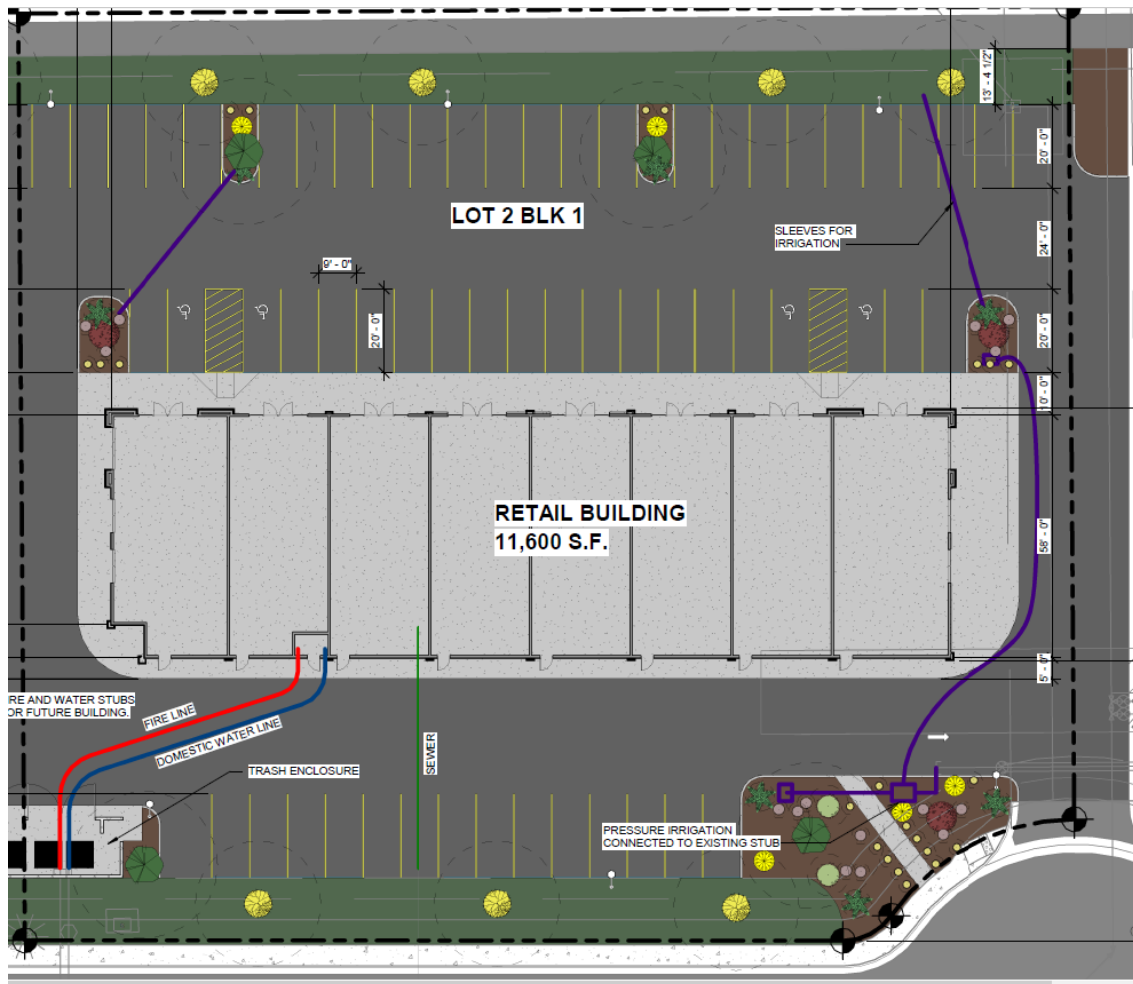 13' - 4 1/2"
20' - 0"
LOT 2 BLK 1
SLEEVES FOR
IRRIGATION
24' - 0"
9' - 0"
20' - 0"
20' - 0"
10' - 0"
RETAIL BUILDING
11,600 S.F.
58' - 0"
5' - 0"
RE AND WATER STUBS
OR FUTURE BUILDING.
FIRE LINE
DOMESTIC WATER LINE
SEWER
TRASH ENCLOSURE
PRESSURE IRRIGATION
CONNECTED TO EXISTING STUB